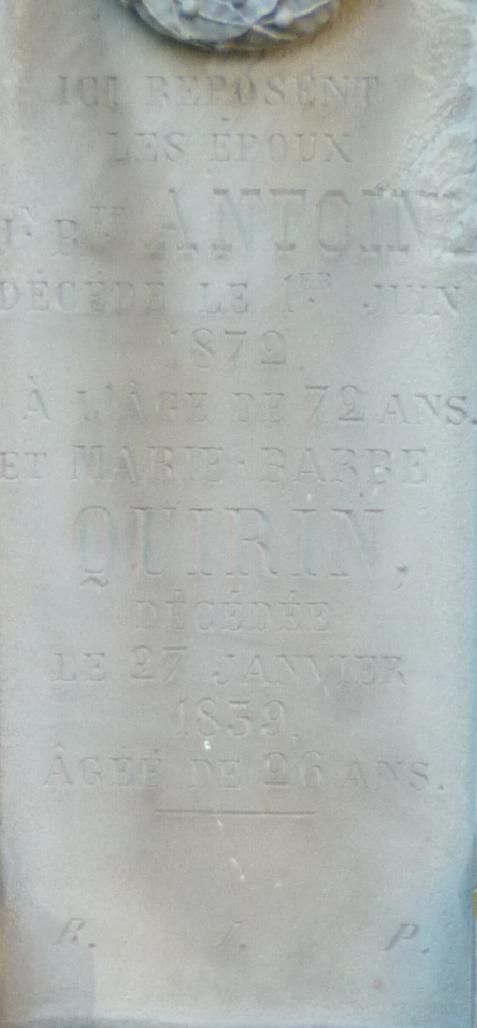 ICI REPOSENT
LES ÉPOUX
Jⁿ Bᵀᴱ ANTOINE
DÉCÉDÉ LE 1ᴱᴿ JUIN
1872.
À L'ÂGE DE 72 ANS.
ET MARIE-BARBE
QUIRIN,
DÉCÉDÉE
LE 27 JANVIER
1839,
ÂGÉE DE 26 ANS.
R. I. P.